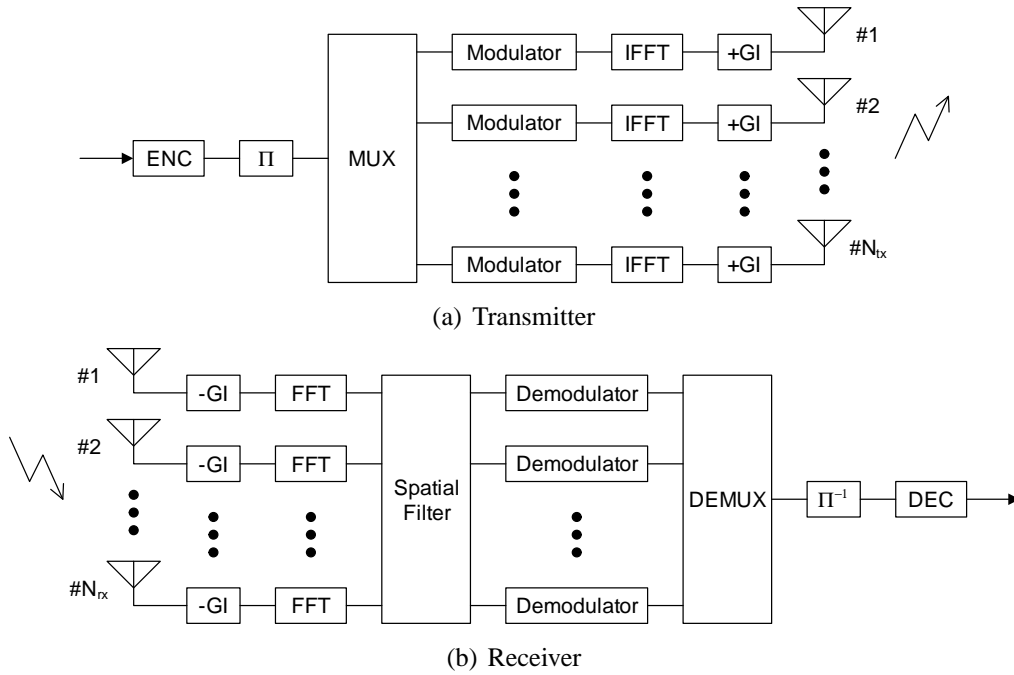 #1
Modulator IFFT +GI
#2
Modulator IFFT +GI
ENC Π MUX
#N_tx
Modulator IFFT +GI
(a) Transmitter
#1
-GI FFT Demodulator
#2
-GI FFT Demodulator
Spatial
Filter
DEMUX Π⁻¹ DEC
#N_rx
-GI FFT Demodulator
(b) Receiver